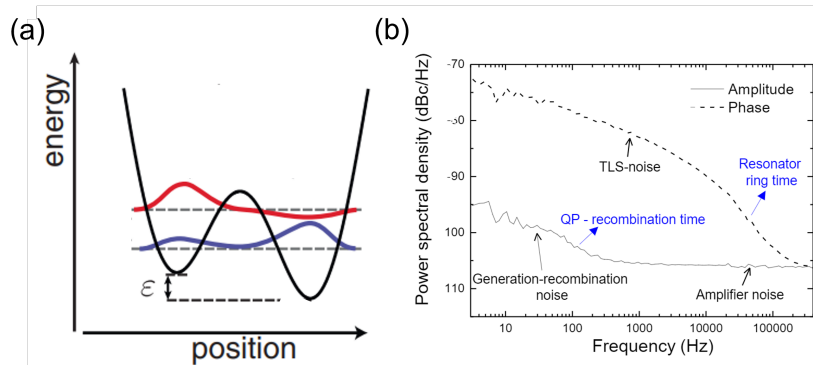 (a)
energy
ε
position
(b)
Power spectral density (dBc/Hz)
-70
-80
-90
100
110
Amplitude
Phase
TLS-noise
Resonator
ring time
QP - recombination time
Generation-recombination
noise
Amplifier noise
10
100
1000
10000
100000
Frequency (Hz)